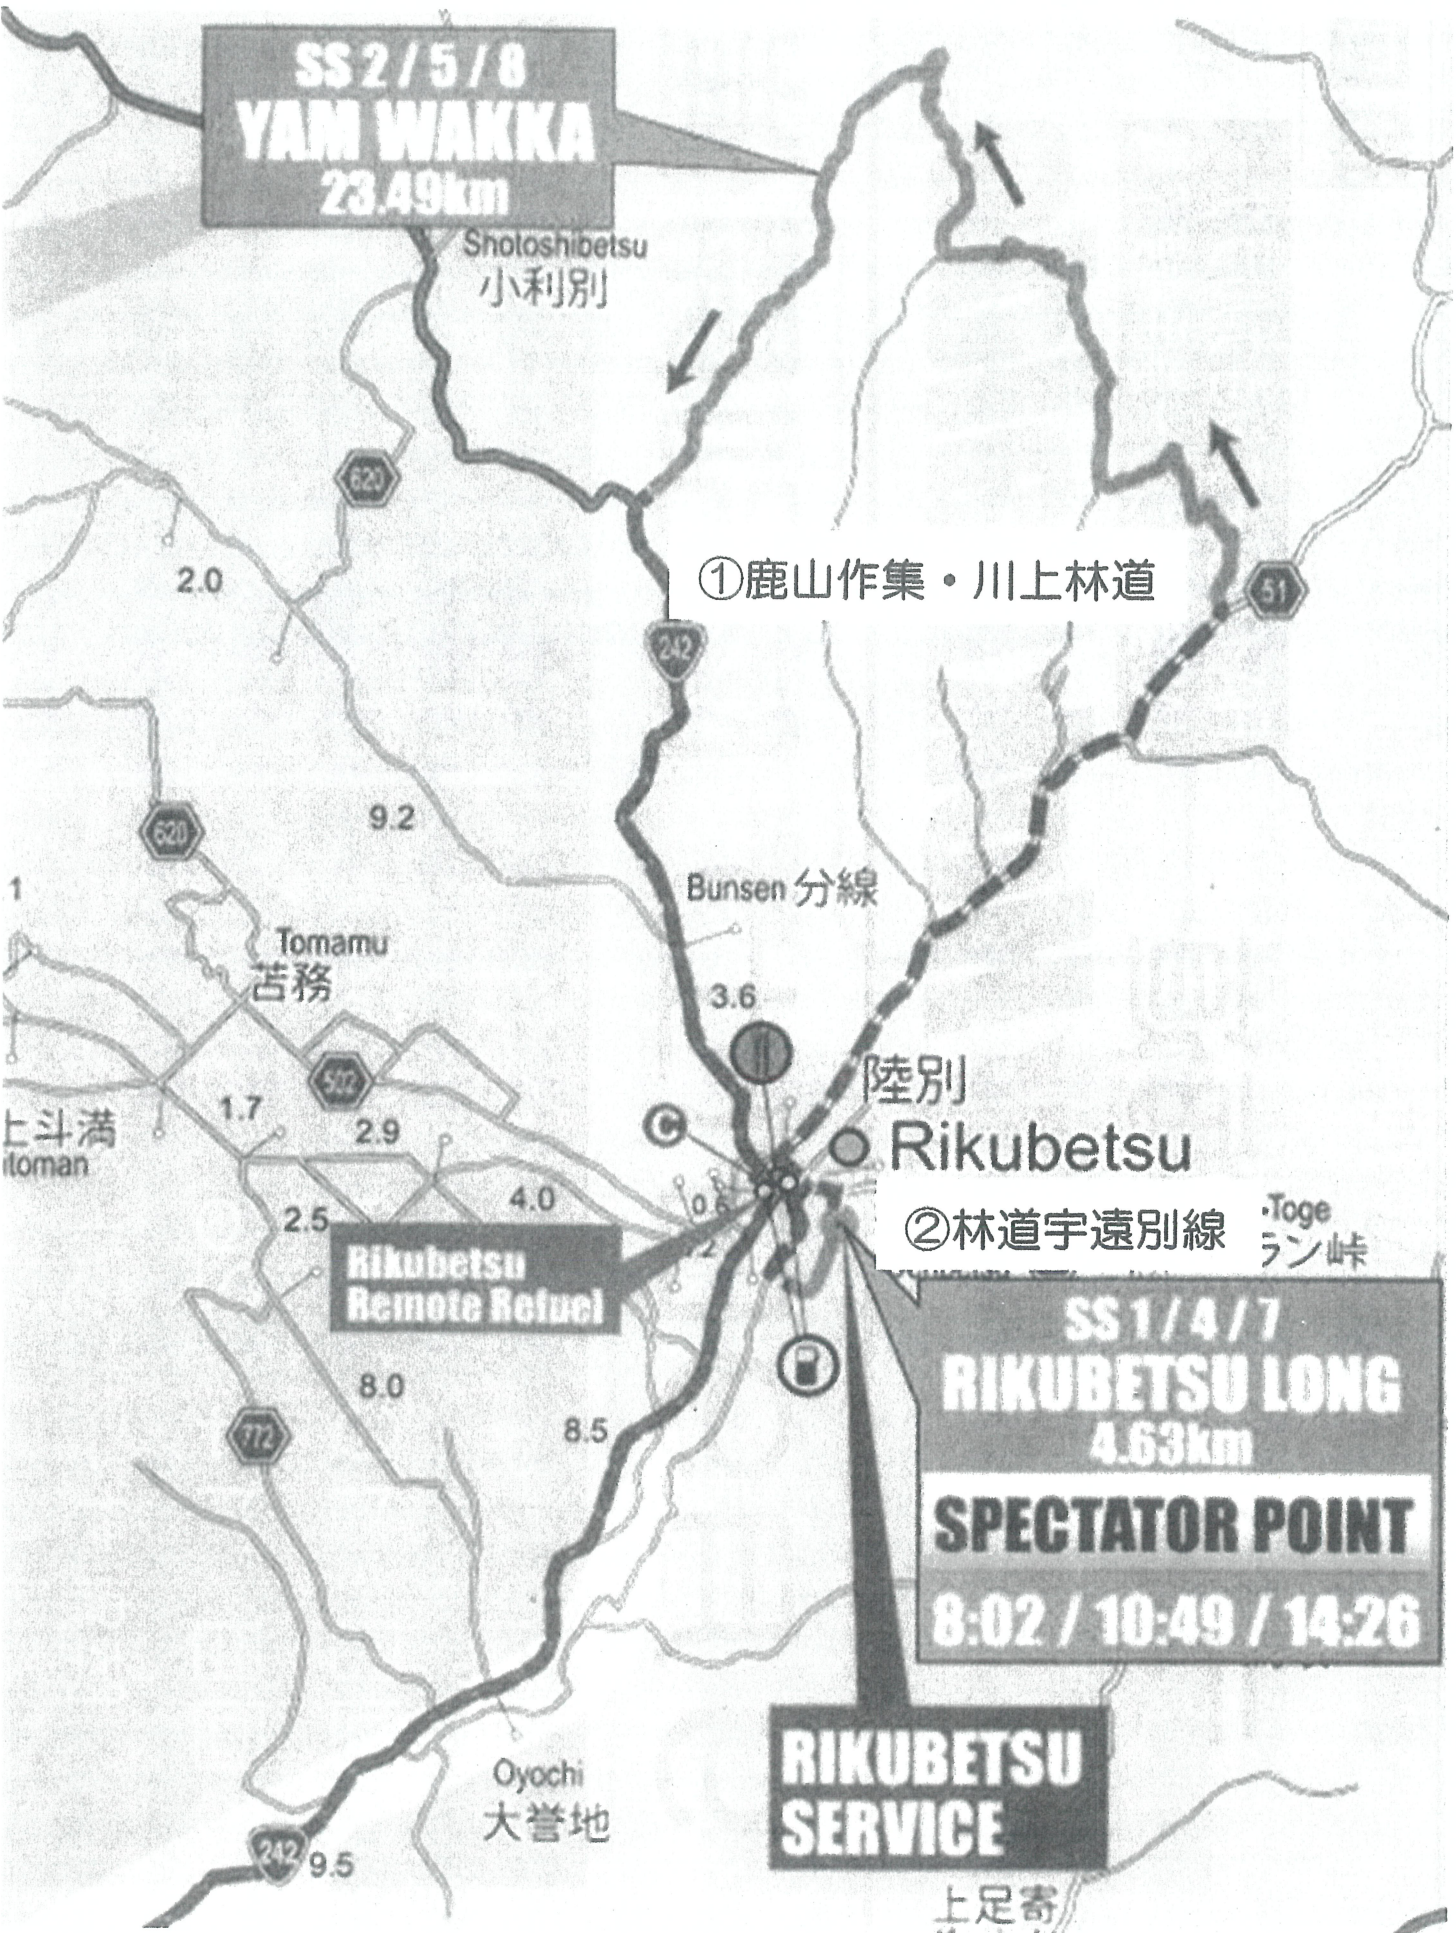 SS 2 / 5 / 8
YAM WAKKA
23.49km
Shotoshibetsu
小利別
620
2.0
①鹿山作集・川上林道
51
242
9.2
620
Bunsen 分線
1
Tomamu
苫務
3.6
502
陸別
上斗満
1.7
2.9
C
Rikubetsu
4.0
0.6
2.5
②林道宇遠別線
Toge
ラン峠
Rikubetsu
Remote Refuel
SS 1 / 4 / 7
RIKUBETSU LONG
4.63km
8.0
8.5
772
SPECTATOR POINT
8:02 / 10:49 / 14:26
RIKUBETSU
SERVICE
Oyochi
大誉地
242
9.5
上足寄